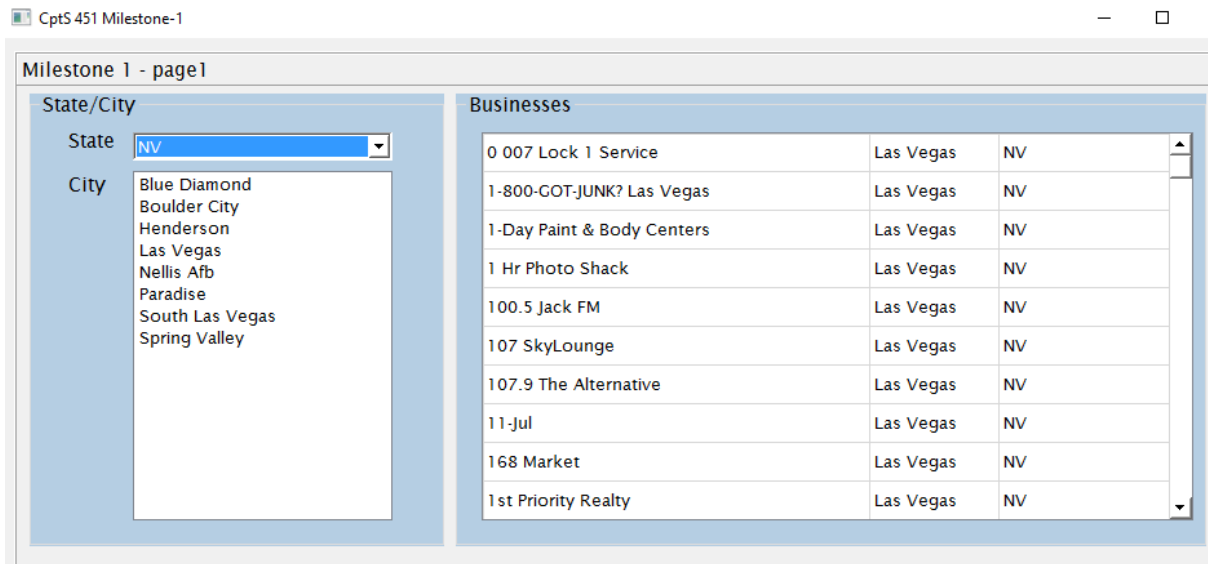 CptS 451 Milestone-1
Milestone 1 - page1
State/City
State NV
City
Blue Diamond
Boulder City
Henderson
Las Vegas
Nellis Afb
Paradise
South Las Vegas
Spring Valley
Businesses
0 007 Lock 1 Service Las Vegas NV
1-800-GOT-JUNK? Las Vegas Las Vegas NV
1-Day Paint & Body Centers Las Vegas NV
1 Hr Photo Shack Las Vegas NV
100.5 Jack FM Las Vegas NV
107 SkyLounge Las Vegas NV
107.9 The Alternative Las Vegas NV
11-Jul Las Vegas NV
168 Market Las Vegas NV
1st Priority Realty Las Vegas NV